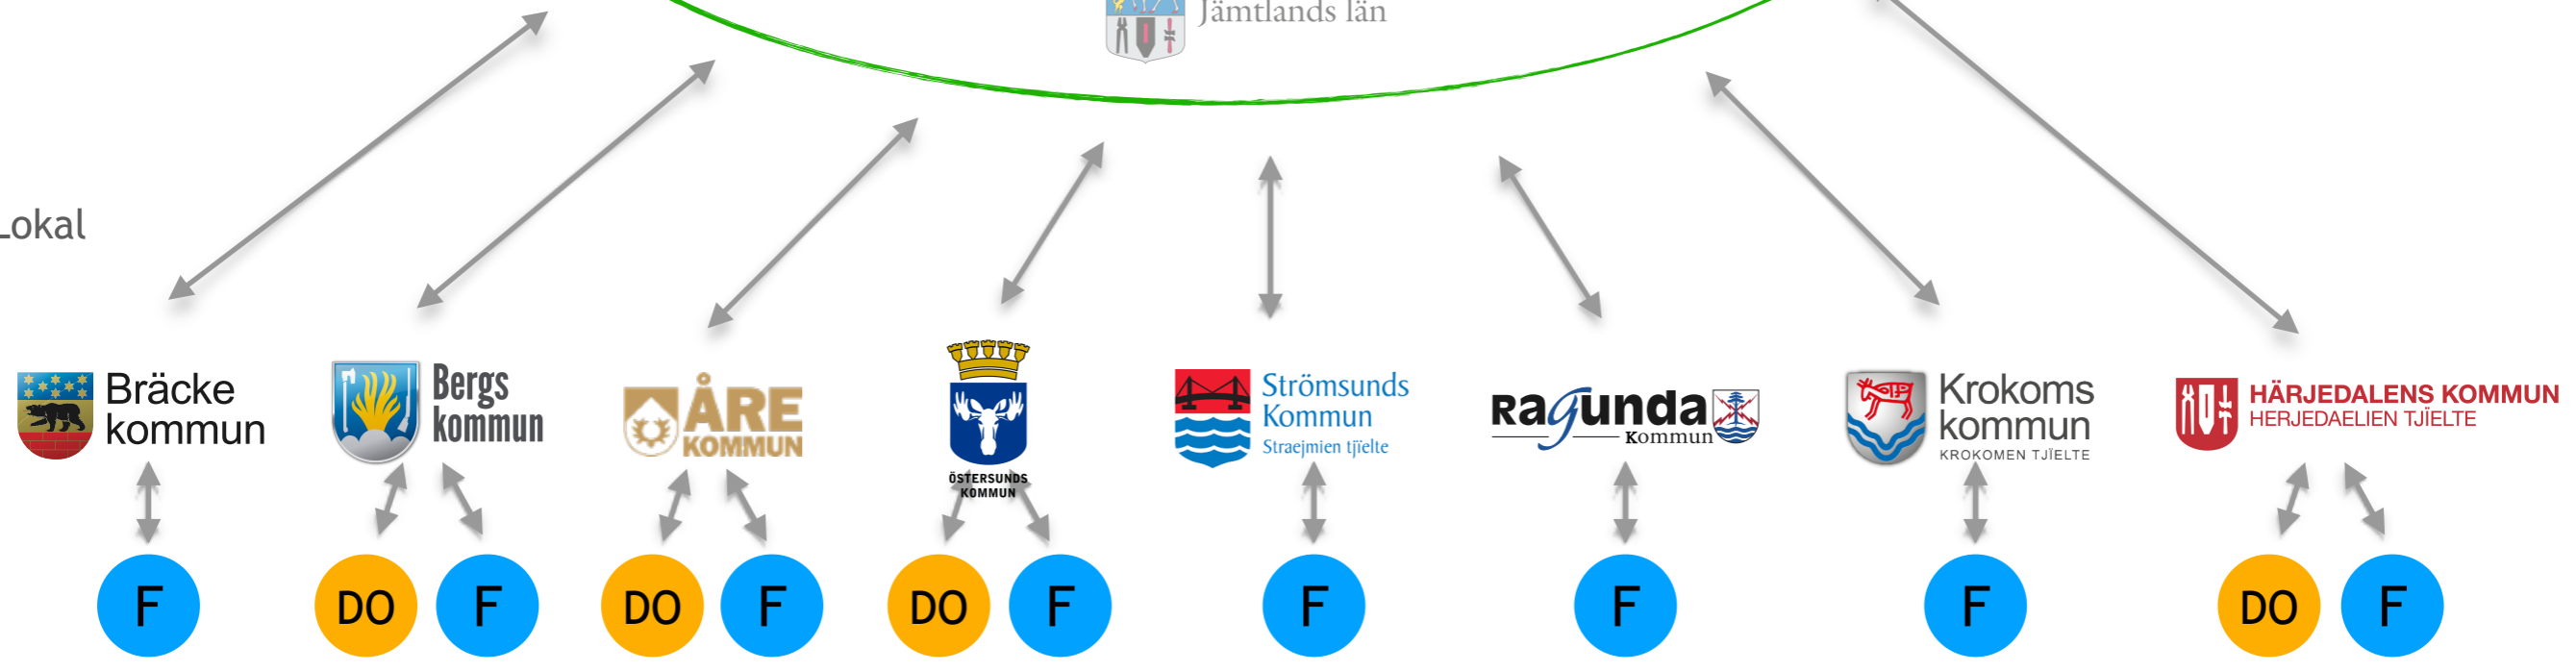 Jämtlands län
Lokal
Bräcke
kommun
Bergs
kommun
ÅRE
KOMMUN
ÖSTERSUNDS
KOMMUN
Strömsunds
Kommun
Straejmien tjïelte
Ragunda
Kommun
Krokoms
kommun
KROKOMEN TJÏELTE
HÄRJEDALENS KOMMUN
HERJEDAELIEN TJÏELTE
F
DO F
DO F
DO F
F
F
F
DO F